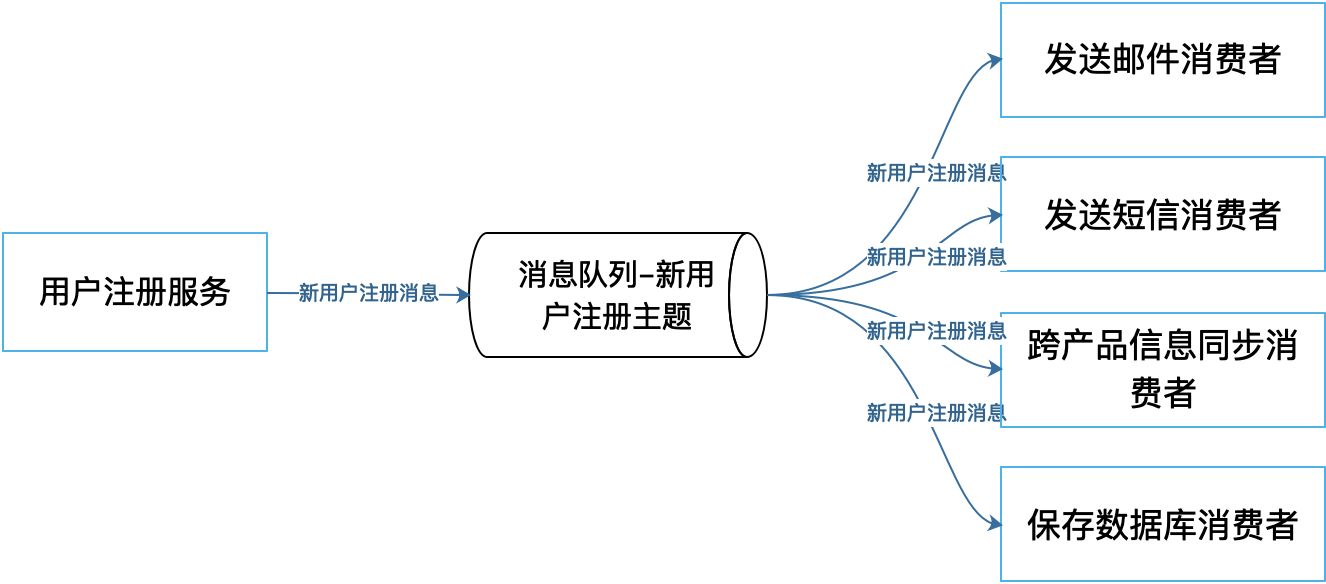 发送邮件消费者
新用户注册消息
发送短信消费者
新用户注册消息
用户注册服务
新用户注册消息
消息队列-新用
户注册主题
新用户注册消息
跨产品信息同步消
费者
新用户注册消息
保存数据库消费者